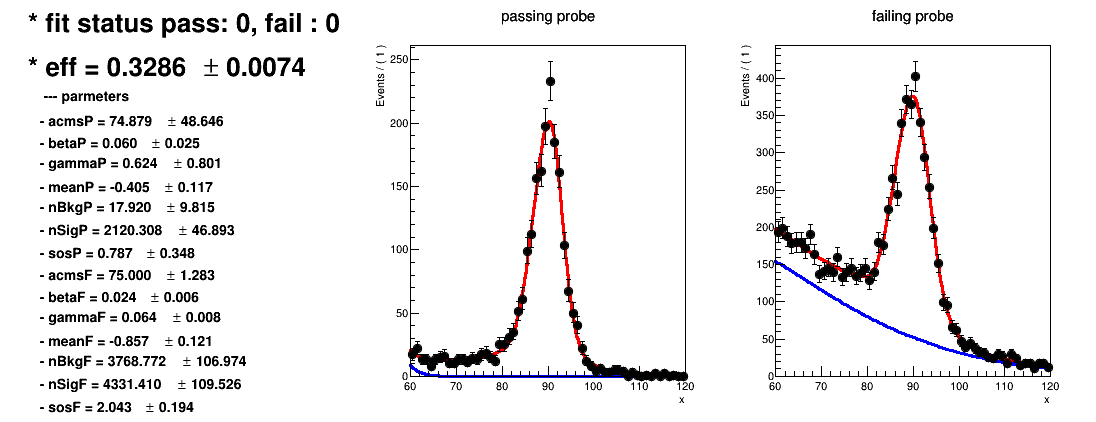 * fit status pass: 0, fail : 0
* eff = 0.3286 ± 0.0074
--- parmeters
- acmsP = 74.879 ± 48.646
- betaP = 0.060 ± 0.025
- gammaP = 0.624 ± 0.801
- meanP = -0.405 ± 0.117
- nBkgP = 17.920 ± 9.815
- nSigP = 2120.308 ± 46.893
- sosP = 0.787 ± 0.348
- acmsF = 75.000 ± 1.283
- betaF = 0.024 ± 0.006
- gammaF = 0.064 ± 0.008
- meanF = -0.857 ± 0.121
- nBkgF = 3768.772 ± 106.974
- nSigF = 4331.410 ± 109.526
- sosF = 2.043 ± 0.194
passing probe
Events / ( 1 )
250
200
150
100
50
0
60 70 80 90 100 110 120
x
failing probe
Events / ( 1 )
400
350
300
250
200
150
100
50
0
60 70 80 90 100 110 120
x